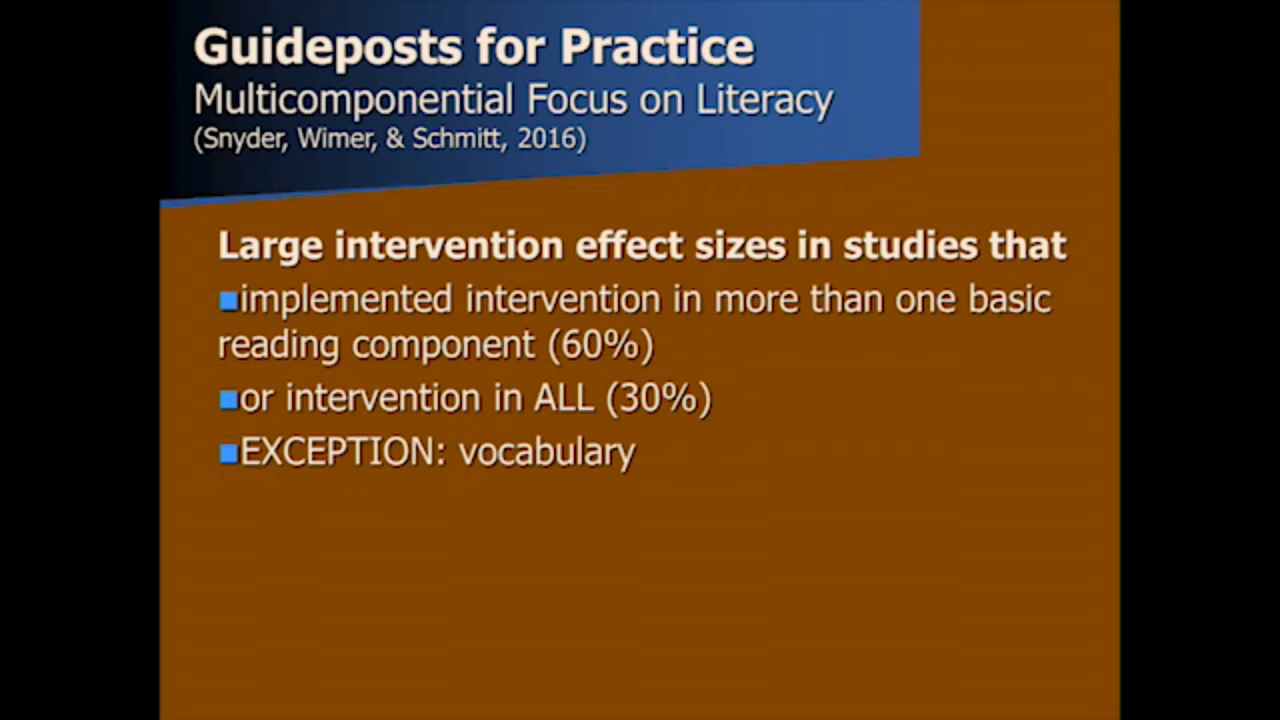 Guideposts for Practice
Multicomponential Focus on Literacy
(Snyder, Wimer, & Schmitt, 2016)
Large intervention effect sizes in studies that
■implemented intervention in more than one basic
reading component (60%)
■or intervention in ALL (30%)
■EXCEPTION: vocabulary